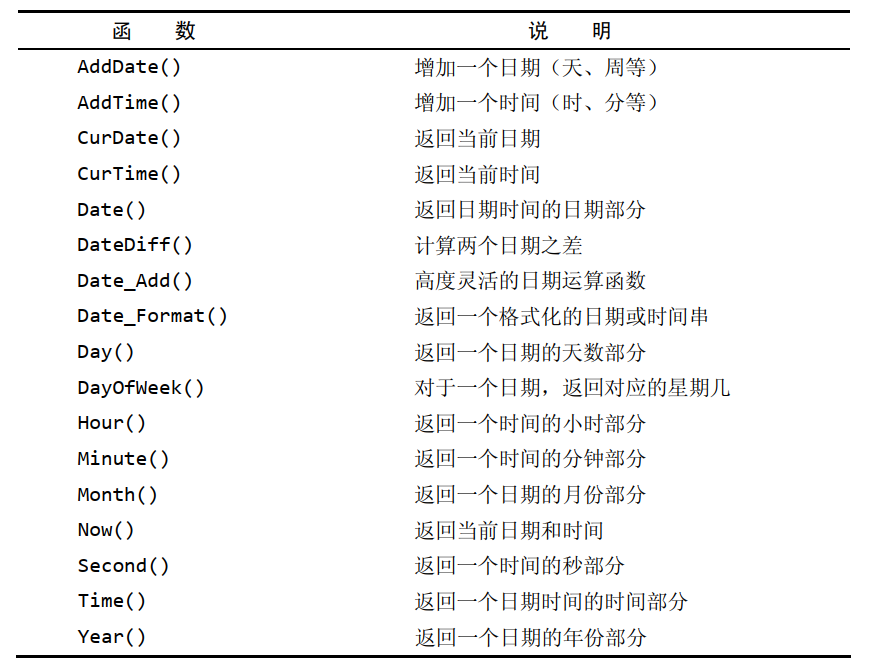 函 数 说 明
AddDate() 增加一个日期（天、周等）
AddTime() 增加一个时间（时、分等）
CurDate() 返回当前日期
CurTime() 返回当前时间
Date() 返回日期时间的日期部分
DateDiff() 计算两个日期之差
Date_Add() 高度灵活的日期运算函数
Date_Format() 返回一个格式化的日期或时间串
Day() 返回一个日期的天数部分
DayOfWeek() 对于一个日期，返回对应的星期几
Hour() 返回一个时间的小时部分
Minute() 返回一个时间的分钟部分
Month() 返回一个日期的月份部分
Now() 返回当前日期和时间
Second() 返回一个时间的秒部分
Time() 返回一个日期时间的时间部分
Year() 返回一个日期的年份部分